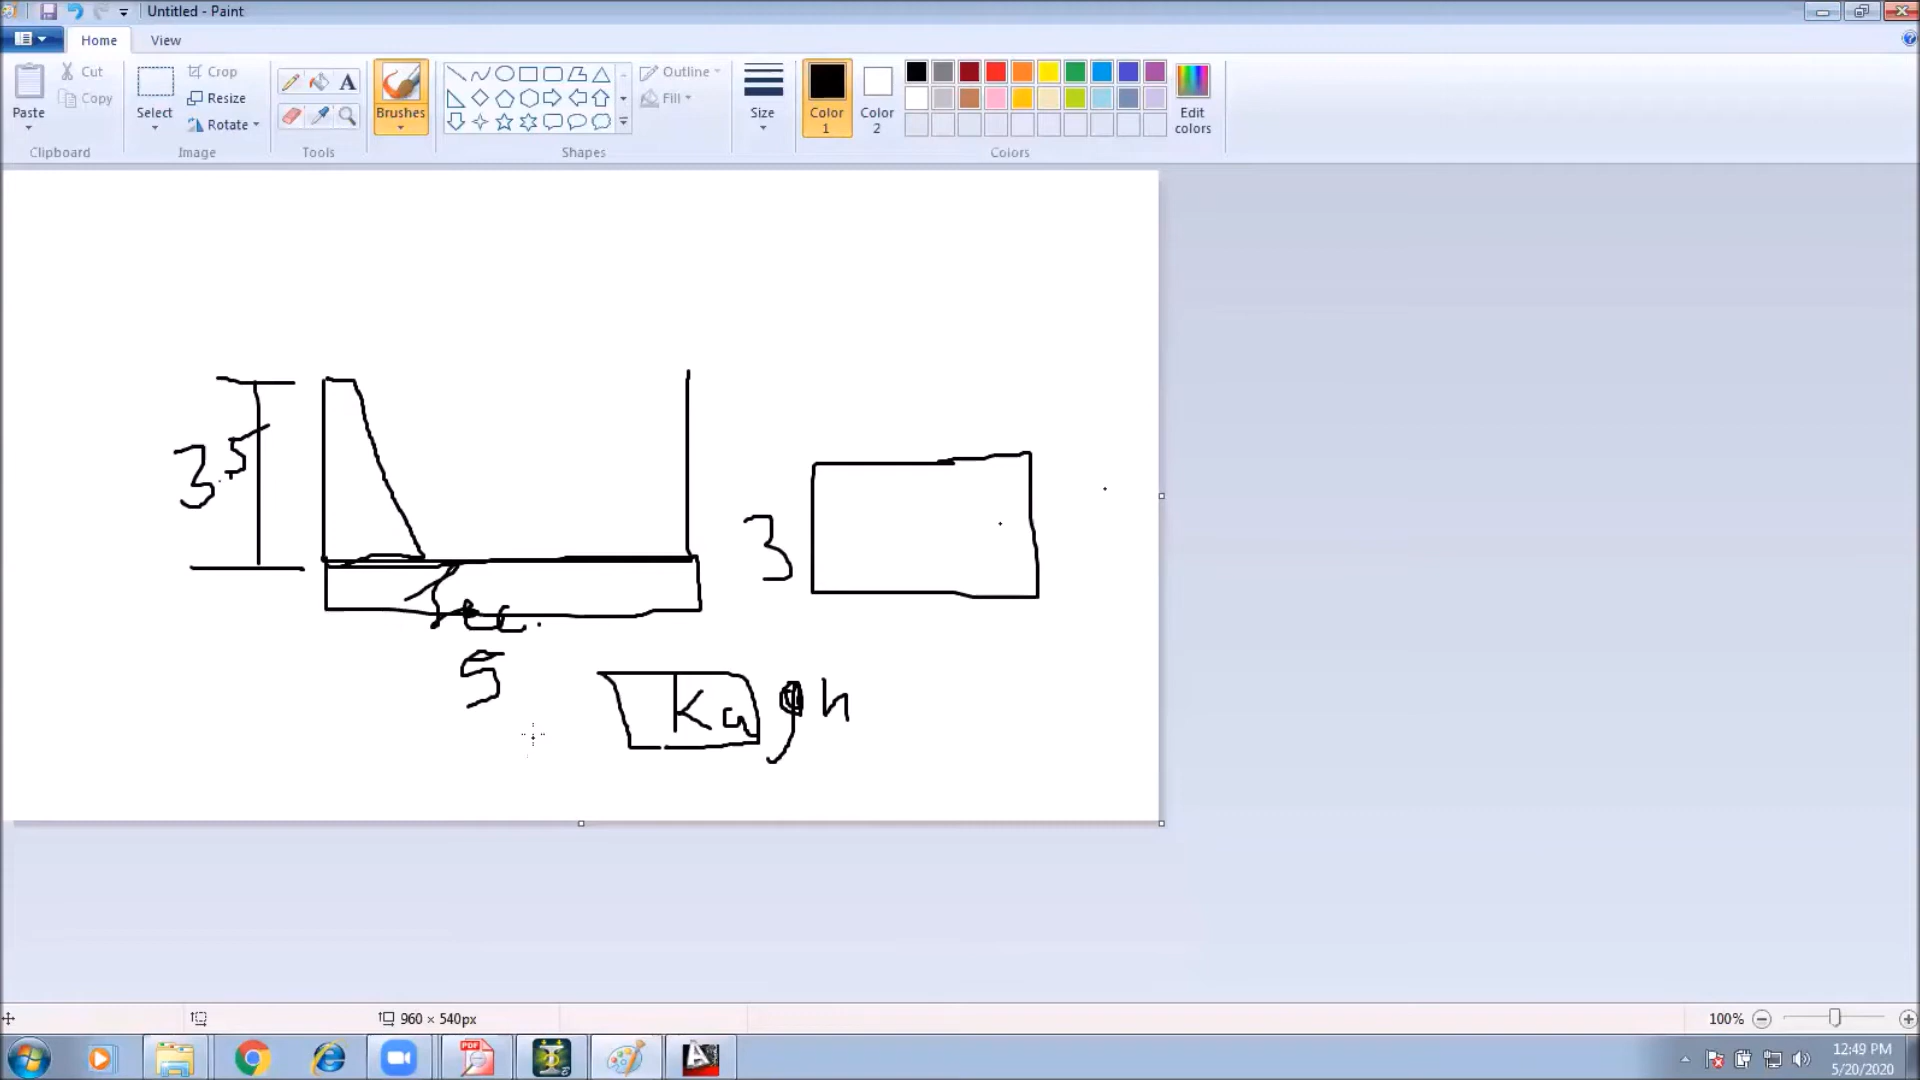 Untitled - Paint
Home View
Paste
Cut
Copy
Clipboard
Select
Crop
Resize
Rotate
Image
Tools
Brushes
Shapes
Outline
Fill
Size
Color 1
Color 2
Edit colors
Colors
3.5
3
5
960 × 540px
100%
12:49 PM
5/20/2020